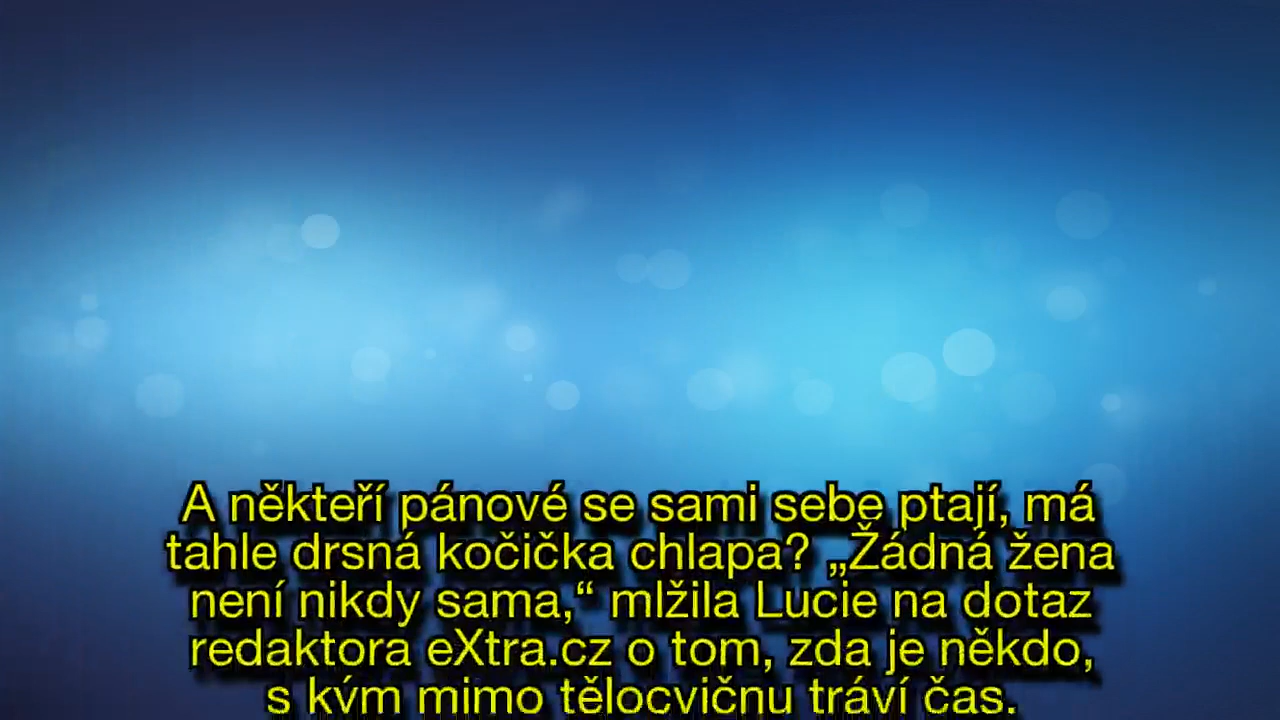 A někteří pánové se sami sebe ptají, má
tahle drsná kočička chlapa? „Žádná žena
není nikdy sama,“ mlžila Lucie na dotaz
redaktora eXtra.cz o tom, zda je někdo,
s kým mimo tělocvičnu tráví čas.